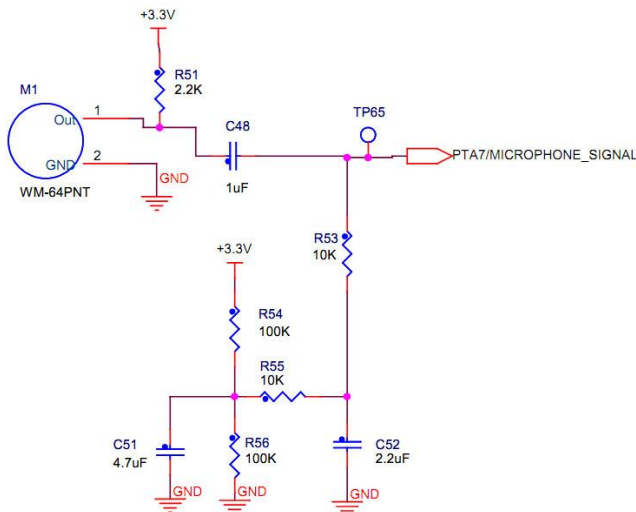 +3.3V
R51
2.2K
M1
1
Out
C48
TP65
2
GND
GND
PTA7/MICROPHONE_SIGNAL
WM-64PNT
1uF
R53
10K
+3.3V
R54
100K
R55
10K
C51
4.7uF
R56
100K
C52
2.2uF
GND
GND
GND